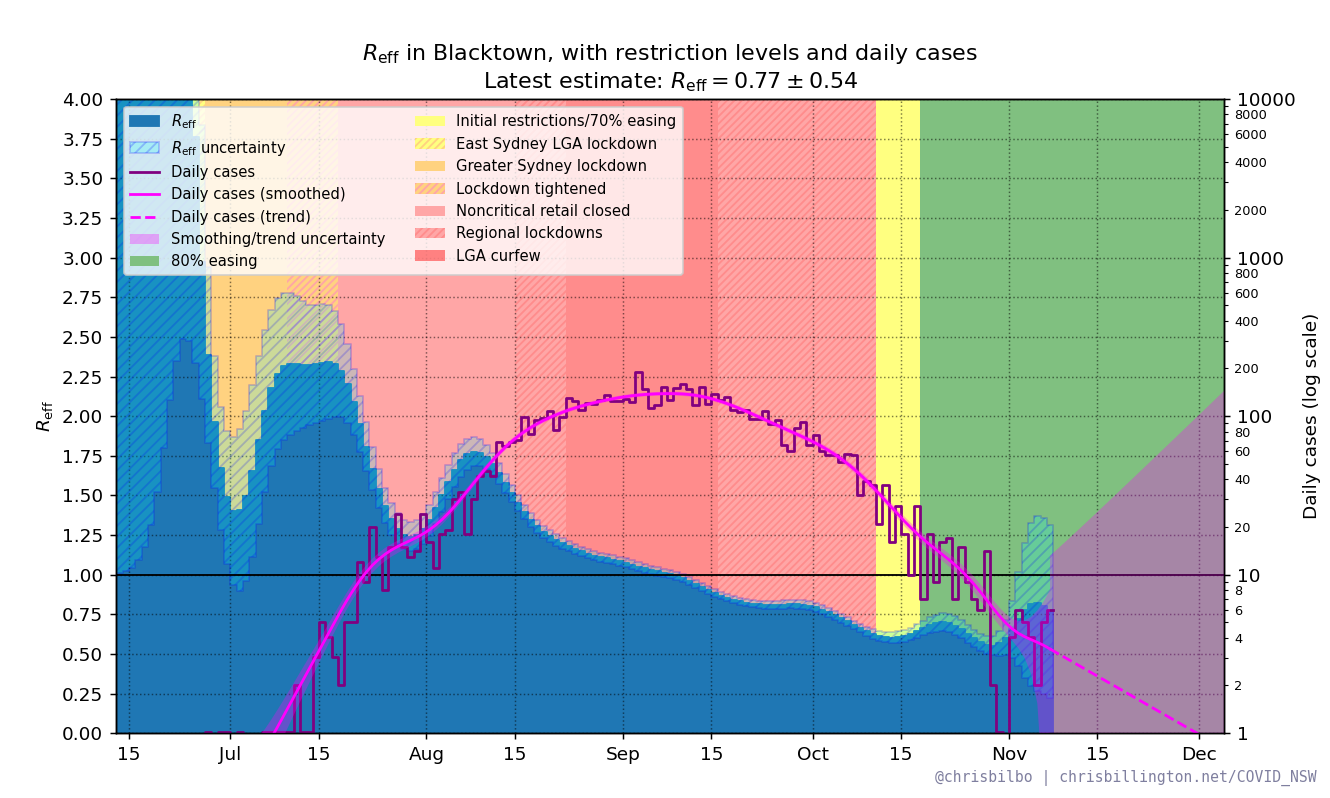 R_eff in Blacktown, with restriction levels and daily cases
Latest estimate: R_eff = 0.77 ± 0.54
R_eff
R_eff uncertainty
Daily cases
Daily cases (smoothed)
Daily cases (trend)
Smoothing/trend uncertainty
80% easing
Initial restrictions/70% easing
East Sydney LGA lockdown
Greater Sydney lockdown
Lockdown tightened
Noncritical retail closed
Regional lockdowns
LGA curfew
R_eff
4.00
3.75
3.50
3.25
3.00
2.75
2.50
2.25
2.00
1.75
1.50
1.25
1.00
0.75
0.50
0.25
0.00
10000
8000
6000
4000
2000
1000
800
600
400
200
100
80
60
40
20
10
8
6
4
2
1
Daily cases (log scale)
15 Jul 15 Aug 15 Sep 15 Oct 15 Nov 15 Dec
@chrisbilbo | chrisbillington.net/COVID_NSW